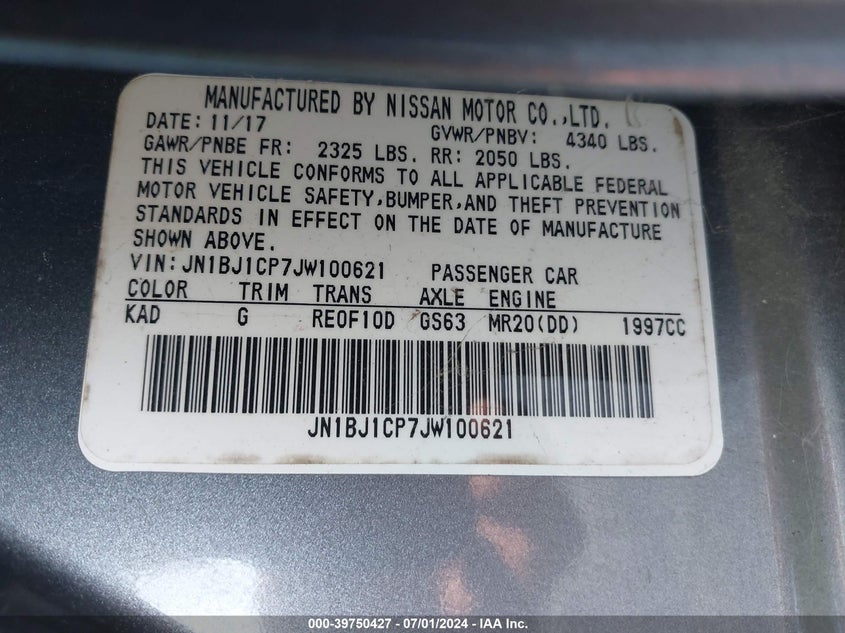 MANUFACTURED BY NISSAN MOTOR CO.,LTD.
DATE: 11/17 GVWR/PNBV: 4340 LBS.
GAWR/PNBE FR: 2325 LBS. RR: 2050 LBS.
THIS VEHICLE CONFORMS TO ALL APPLICABLE FEDERAL
MOTOR VEHICLE SAFETY,BUMPER,AND THEFT PREVENTION
STANDARDS IN EFFECT ON THE DATE OF MANUFACTURE
SHOWN ABOVE.
VIN: JN1BJ1CP7JW100621 PASSENGER CAR
COLOR TRIM TRANS AXLE ENGINE
KAD G RE0F10D GS63 MR20(DD) 1997CC
JN1BJ1CP7JW100621
000-39750427 - 07/01/2024 - IAA Inc.